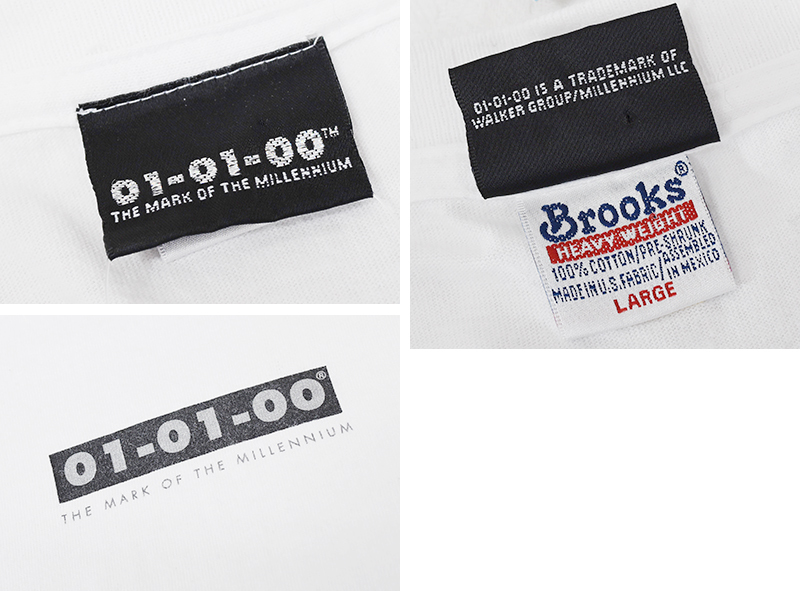 01-01-00™
THE MARK OF THE MILLENNIUM
01-01-00 IS A TRADEMARK OF
WALKER GROUP/MILLENNIUM LLC
Brooks®
HEAVY WEIGHT
100% COTTON/PRE-SHRUNK
MADE IN U.S. FABRIC/ASSEMBLED
IN MEXICO
LARGE
01-01-00®
THE MARK OF THE MILLENNIUM